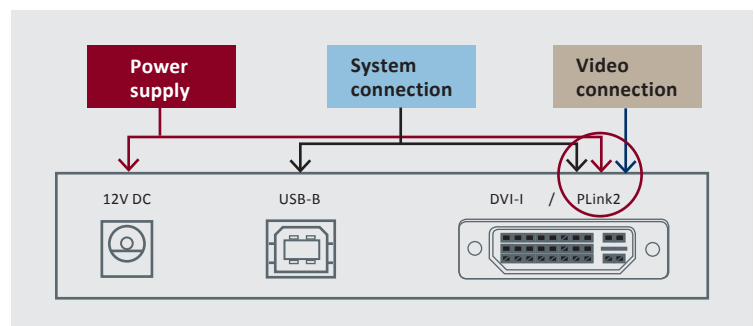 Power
supply
System
connection
Video
connection
12V DC
USB-B
DVI-I / PLink2